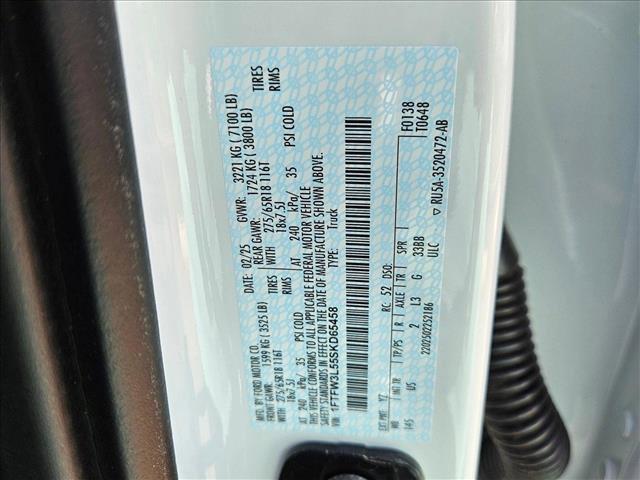 MFD. BY FORD MOTOR CO.
DATE: 02/25 GVWR: 3221 KG (7100 LB)
FRONT GAWR: 1599 KG (3525 LB) REAR GAWR: 1724 KG (3800 LB)
275/65R18 116T TIRES WITH 275/65R18 116T TIRES
18x7.5J RIMS 18x7.5J RIMS
AT 240 kPa/ 35 PSI COLD AT 240 kPa/ 35 PSI COLD
THIS VEHICLE CONFORMS TO ALL APPLICABLE FEDERAL MOTOR VEHICLE
SAFETY STANDARDS IN EFFECT ON THE DATE OF MANUFACTURE SHOWN ABOVE.
VIN: 1FTFW3L55SKD65458 TYPE: Truck
F0138
T0648
EXT PNT: YZ RC: 52 DSO:
WB INT TR TP/PS R AXLE TR SPR
145 US 2 L3 G 33BB
ULC
2202502252186 ▽ RU5A-3520472-AB